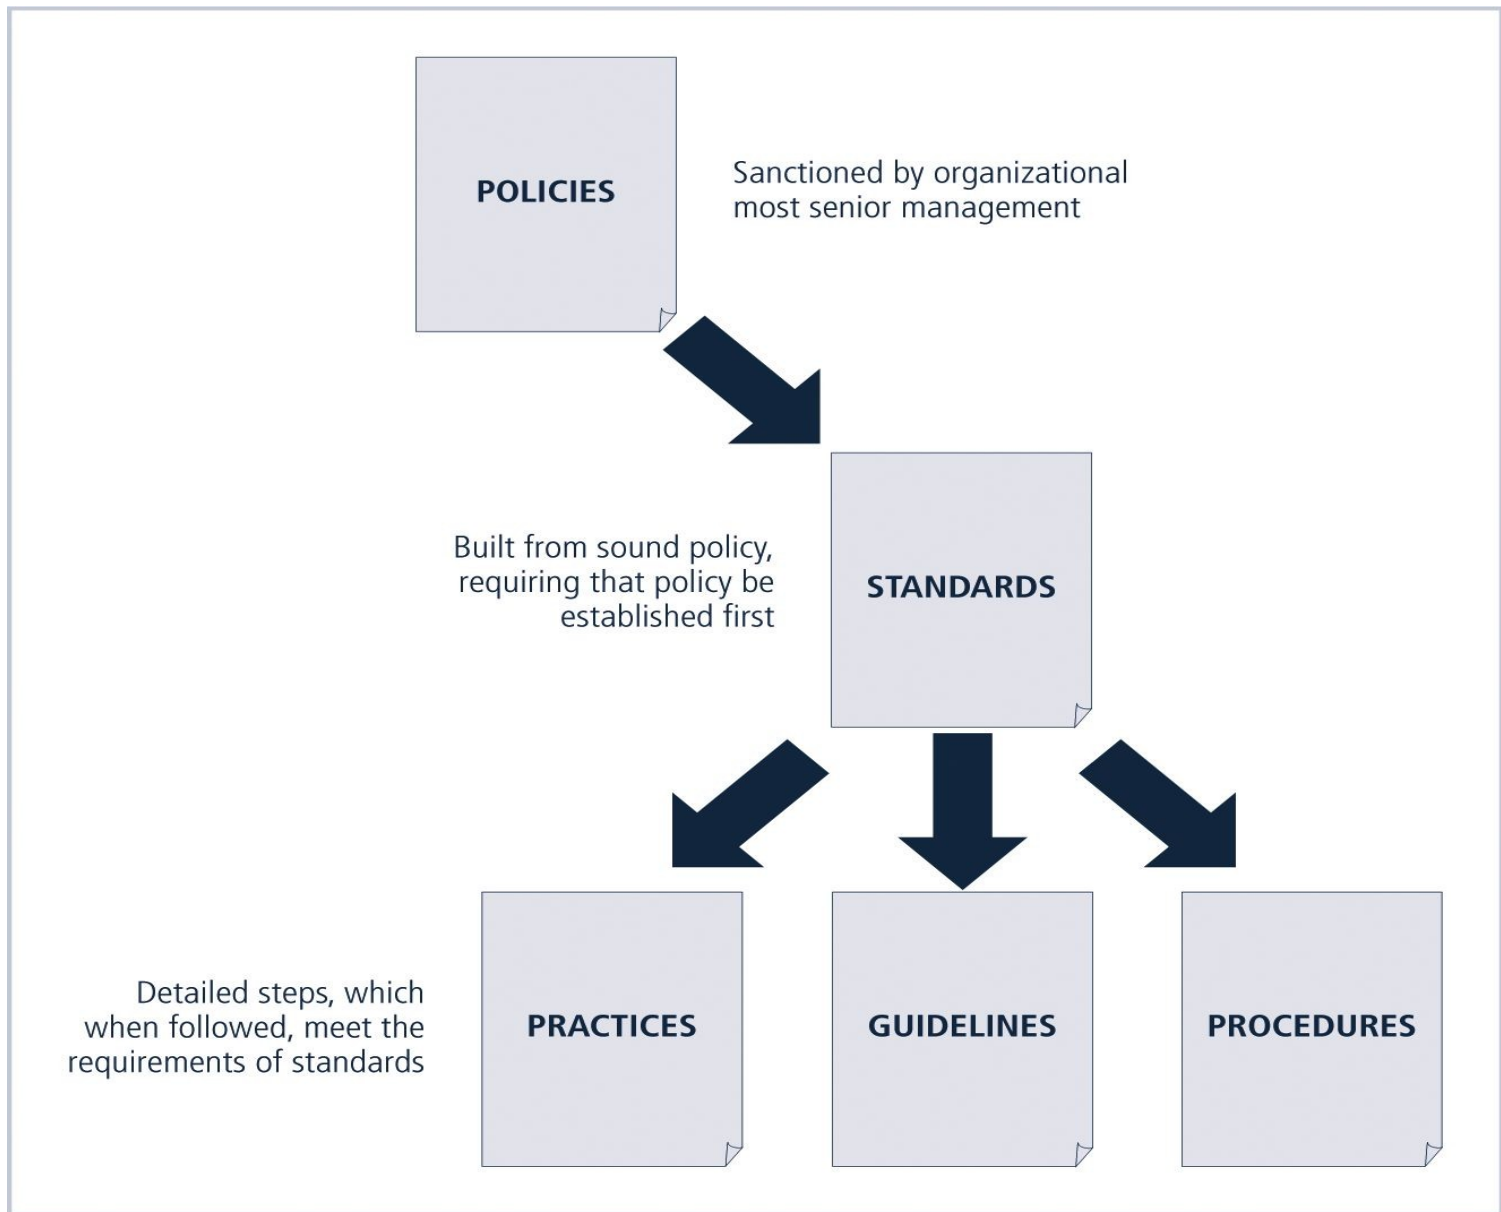 POLICIES
Sanctioned by organizational
most senior management
Built from sound policy,
requiring that policy be
established first
STANDARDS
Detailed steps, which
when followed, meet the
requirements of standards
PRACTICES
GUIDELINES
PROCEDURES